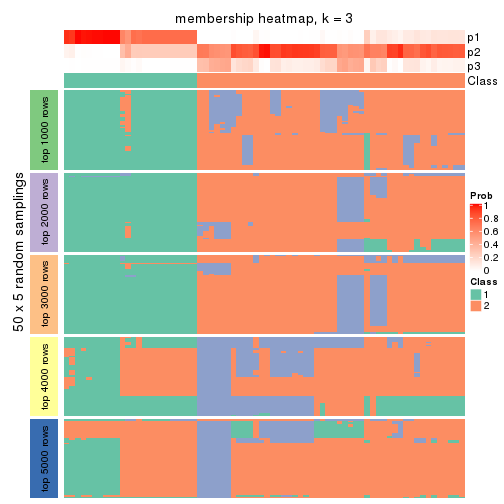 membership heatmap, k = 3
p1
p2
p3
Class
50 x 5 random samplings
top 1000 rows
top 2000 rows
top 3000 rows
top 4000 rows
top 5000 rows
Prob
1
0.8
0.6
0.4
0.2
0
Class
1
2